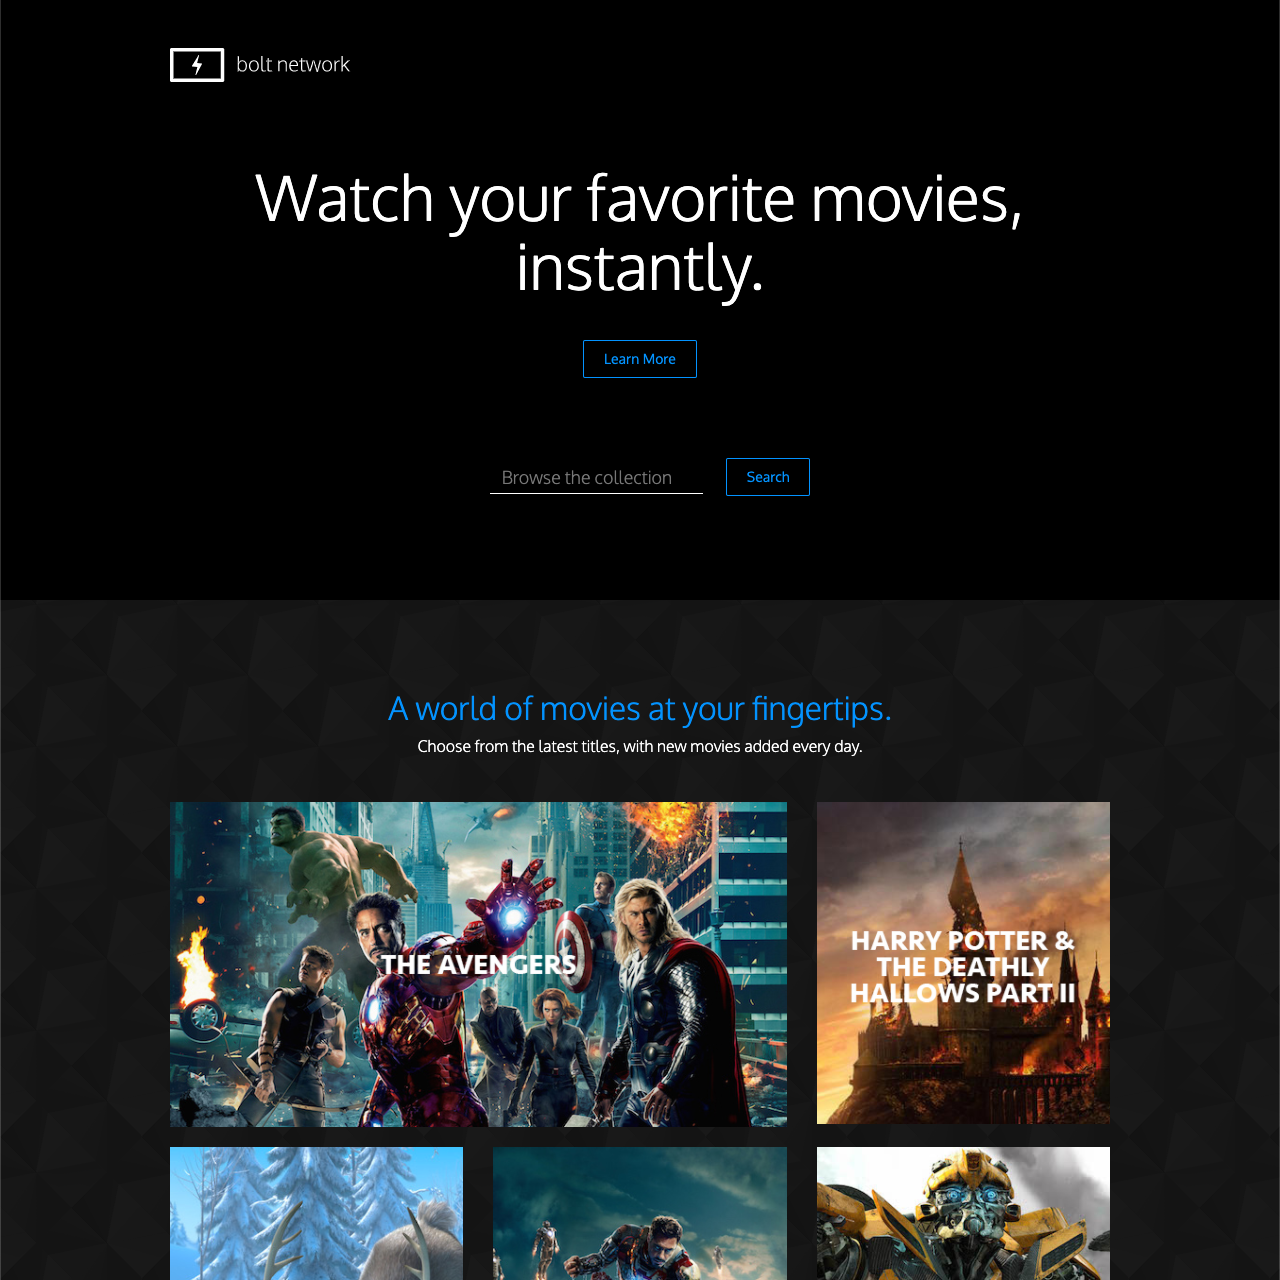 bolt network
Watch your favorite movies,
instantly.
Learn More
Browse the collection
Search
A world of movies at your fingertips.
Choose from the latest titles, with new movies added every day.
THE AVENGERS
HARRY POTTER &
THE DEATHLY
HALLOWS PART II